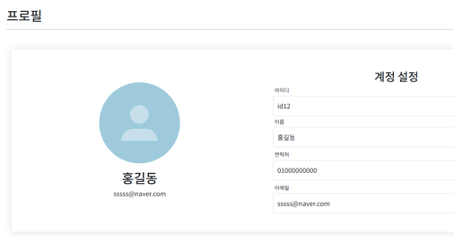 프로필
홍길동
sssss@naver.com
계정 설정
아이디
id12
이름
홍길동
연락처
01000000000
이메일
sssss@naver.com